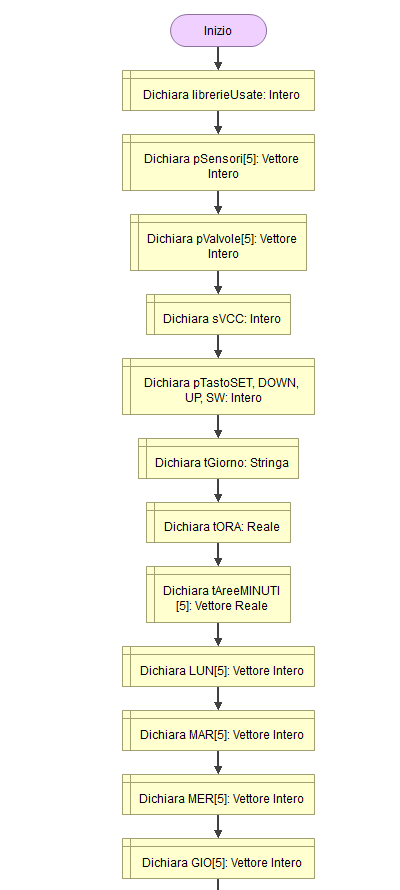 Inizio
Dichiara librerieUsate: Intero
Dichiara pSensori[5]: Vettore
Intero
Dichiara pValvole[5]: Vettore
Intero
Dichiara sVCC: Intero
Dichiara pTastoSET, DOWN,
UP, SW: Intero
Dichiara tGiorno: Stringa
Dichiara tORA: Reale
Dichiara tAreeMINUTI
[5]: Vettore Reale
Dichiara LUN[5]: Vettore Intero
Dichiara MAR[5]: Vettore Intero
Dichiara MER[5]: Vettore Intero
Dichiara GIO[5]: Vettore Intero